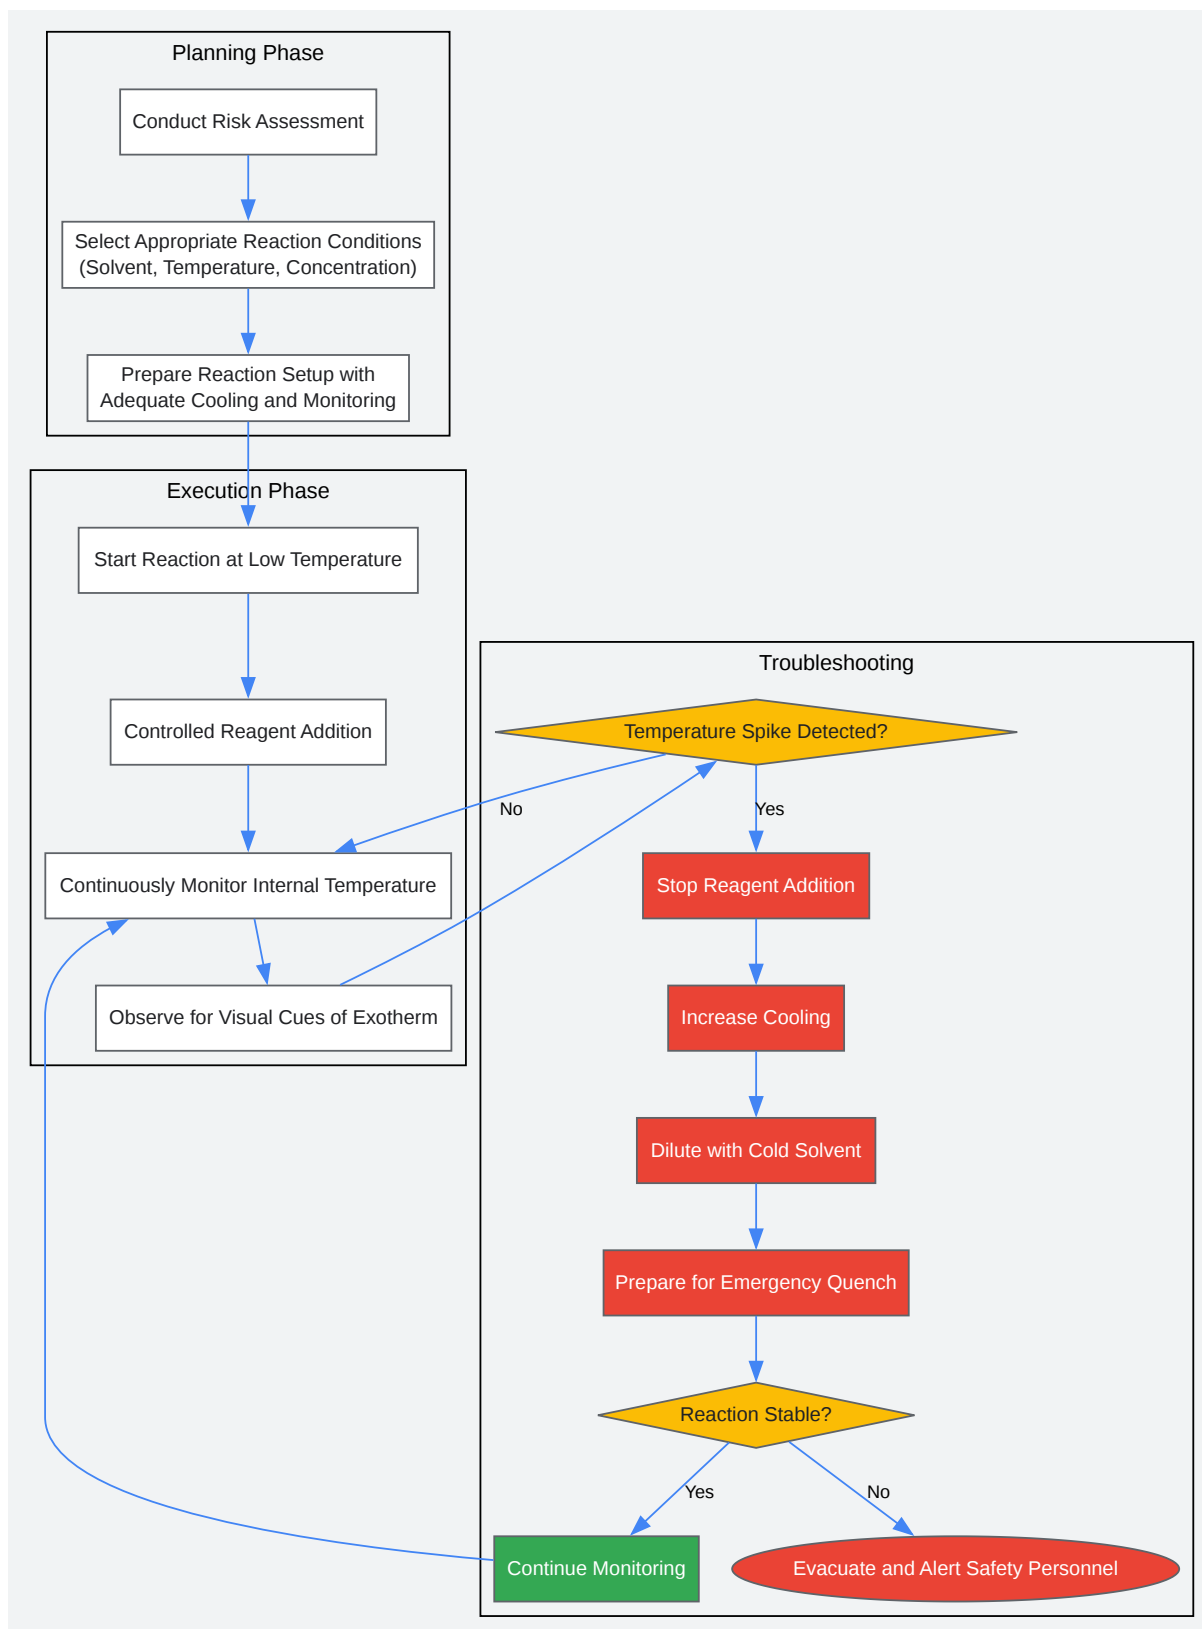 Planning Phase
Conduct Risk Assessment
Select Appropriate Reaction Conditions
(Solvent, Temperature, Concentration)
Prepare Reaction Setup with
Adequate Cooling and Monitoring
Execution Phase
Start Reaction at Low Temperature
Controlled Reagent Addition
Continuously Monitor Internal Temperature
Observe for Visual Cues of Exotherm
Troubleshooting
Temperature Spike Detected?
No
Yes
Stop Reagent Addition
Increase Cooling
Dilute with Cold Solvent
Prepare for Emergency Quench
Reaction Stable?
Yes
No
Continue Monitoring
Evacuate and Alert Safety Personnel